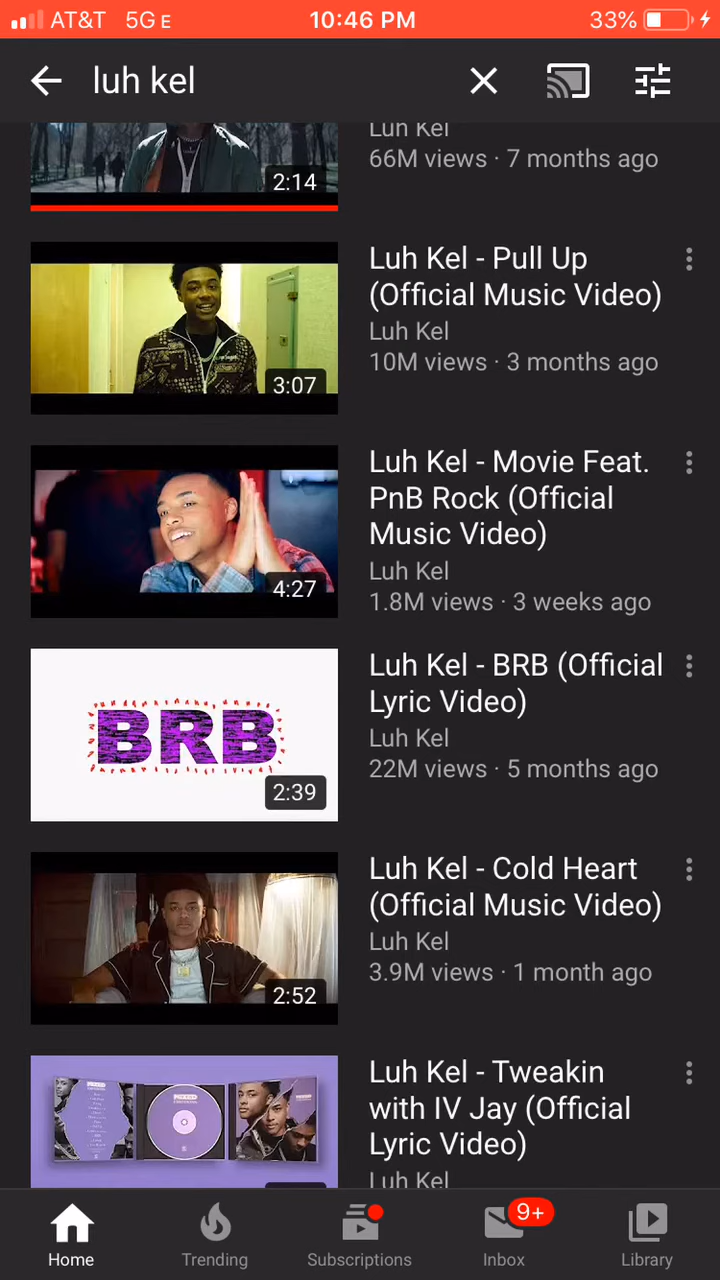 AT&T 5G E 10:46 PM 33%
luh kel
Luh Kel
66M views · 7 months ago
2:14
Luh Kel - Pull Up
(Official Music Video)
Luh Kel
10M views · 3 months ago
3:07
Luh Kel - Movie Feat.
PnB Rock (Official
Music Video)
Luh Kel
1.8M views · 3 weeks ago
4:27
BRB
Luh Kel - BRB (Official
Lyric Video)
Luh Kel
22M views · 5 months ago
2:39
Luh Kel - Cold Heart
(Official Music Video)
Luh Kel
3.9M views · 1 month ago
2:52
Luh Kel - Tweakin
with IV Jay (Official
Lyric Video)
Luh Kel
9+
Home Trending Subscriptions Inbox Library